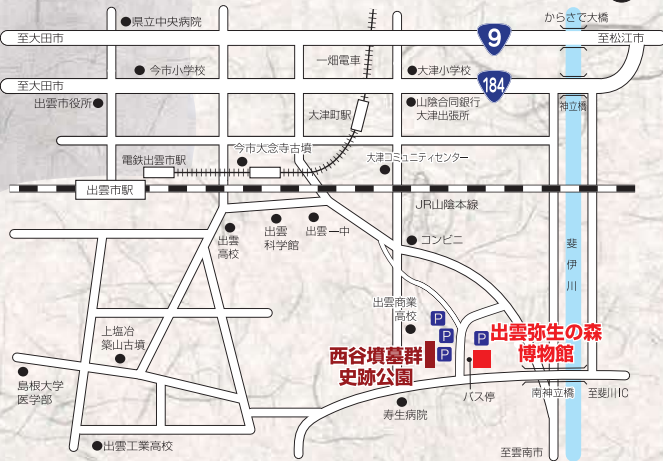 県立中央病院
からさで大橋
至大田市
9
至松江市
一畑電車
今市小学校
大津小学校
至大田市
184
出雲市役所
山陰合同銀行
大津出張所
神立橋
大津町駅
今市大念寺古墳
電鉄出雲市駅
大津コミュニティセンター
出雲市駅
JR山陰本線
出雲
高校
出雲
科学館
出雲一中
コンビニ
斐伊川
出雲商業
高校
P
P
P
P
出雲弥生の森
博物館
上塩冶
築山古墳
西谷墳墓群
史跡公園
島根大学
医学部
バス停
南神立橋
至斐川IC
寿生病院
出雲工業高校
至雲南市